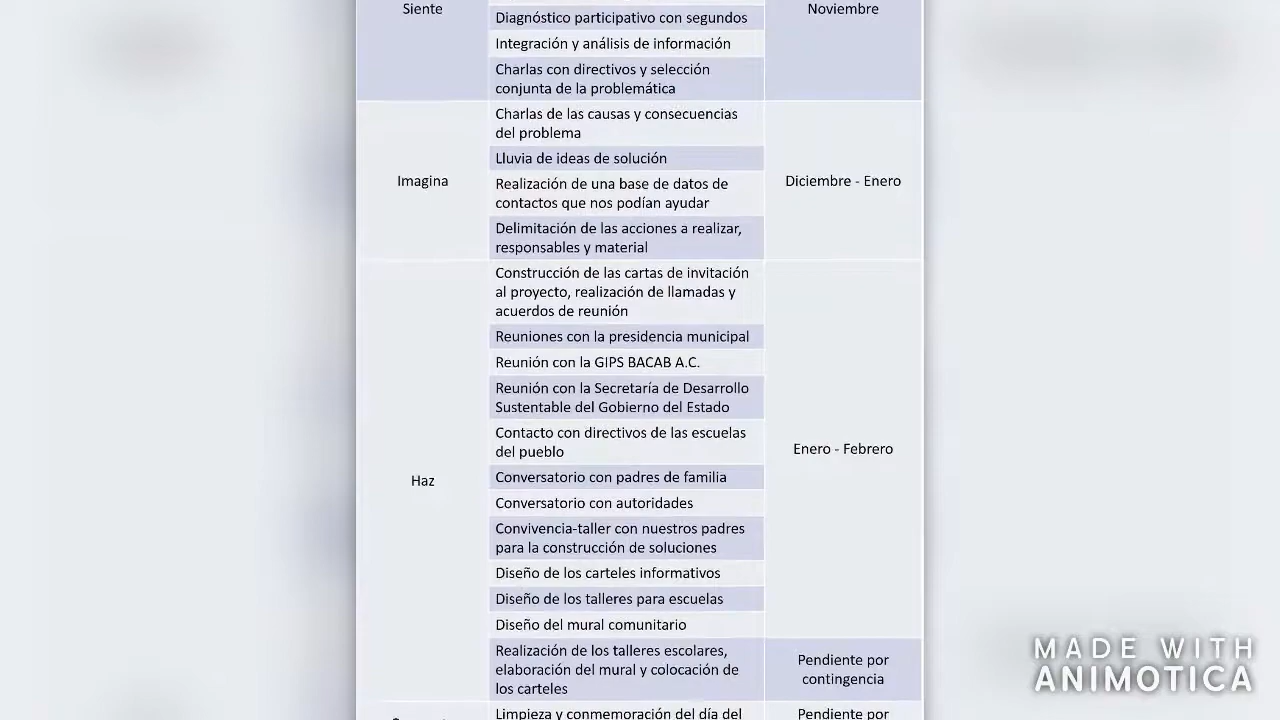 Siente
Diagnóstico participativo con segundos
Integración y análisis de información
Charlas con directivos y selección
conjunta de la problemática
Noviembre
Imagina
Charlas de las causas y consecuencias
del problema
Lluvia de ideas de solución
Realización de una base de datos de
contactos que nos podían ayudar
Delimitación de las acciones a realizar,
responsables y material
Diciembre - Enero
Haz
Construcción de las cartas de invitación
al proyecto, realización de llamadas y
acuerdos de reunión
Reuniones con la presidencia municipal
Reunión con la GIPS BACAB A.C.
Reunión con la Secretaría de Desarrollo
Sustentable del Gobierno del Estado
Contacto con directivos de las escuelas
del pueblo
Conversatorio con padres de familia
Conversatorio con autoridades
Convivencia-taller con nuestros padres
para la construcción de soluciones
Diseño de los carteles informativos
Diseño de los talleres para escuelas
Diseño del mural comunitario
Enero - Febrero
Realización de los talleres escolares,
elaboración del mural y colocación de
los carteles
Pendiente por
contingencia
Limpieza y conmemoración del día del
Pendiente por
MADE WITH
ANIMOTICA